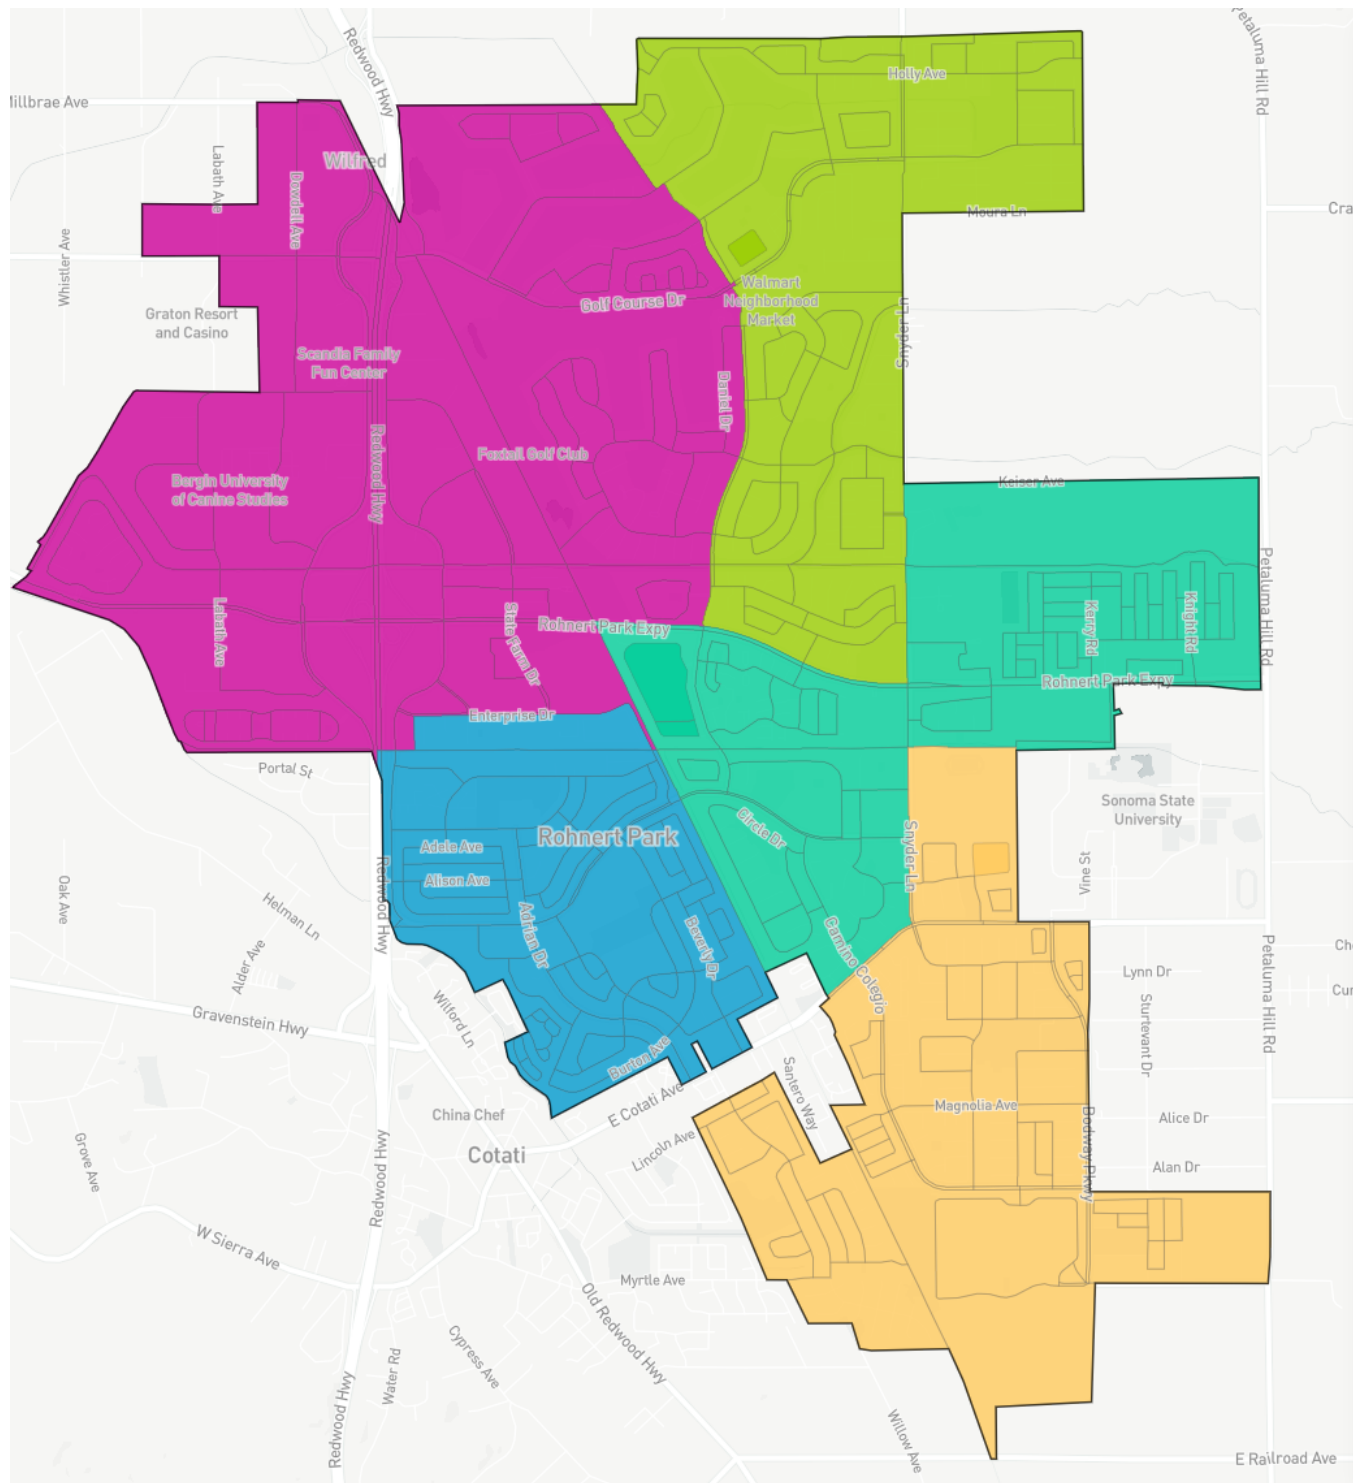 Redwood Hwy
Petaluma Hill Rd
Holly Ave
Millbrae Ave
Wilfred
Labath Ave
Dowdell Ave
Moura Ln
Cra
Whistler Ave
Graton Resort
and Casino
Golf Course Dr
Walmart
Neighborhood
Market
Snyder Ln
Scandia Family
Fun Center
Daniel Dr
Redwood Hwy
Foxtail Golf Club
Bergin University
of Canine Studies
Keiser Ave
Petaluma Hill Rd
Labath Ave
State Farm Dr
Rohnert Park Expy
Kerry Rd
Knight Rd
Rohnert Park Expy
Enterprise Dr
Portal St
Sonoma State
University
Rohnert Park
Circle Dr
Adele Ave
Alison Ave
Snyder Ln
Vine St
Redwood Hwy
Oak Ave
Helman Ln
Adrian Dr
Beverly Dr
Camino Colegio
Alder Ave
Petaluma Hill Rd
Che
Lynn Dr
Cur
Wilford Ln
Gravenstein Hwy
Sturtevant Dr
Burton Ave
Santero Way
E Cotati Ave
China Chef
Magnolia Ave
Alice Dr
Lincoln Ave
Cotati
Bodway Pkwy
Alan Dr
Grove Ave
Redwood Hwy
W Sierra Ave
Myrtle Ave
Old Redwood Hwy
Cypress Ave
Water Rd
Redwood Hwy
Willow Ave
E Railroad Ave